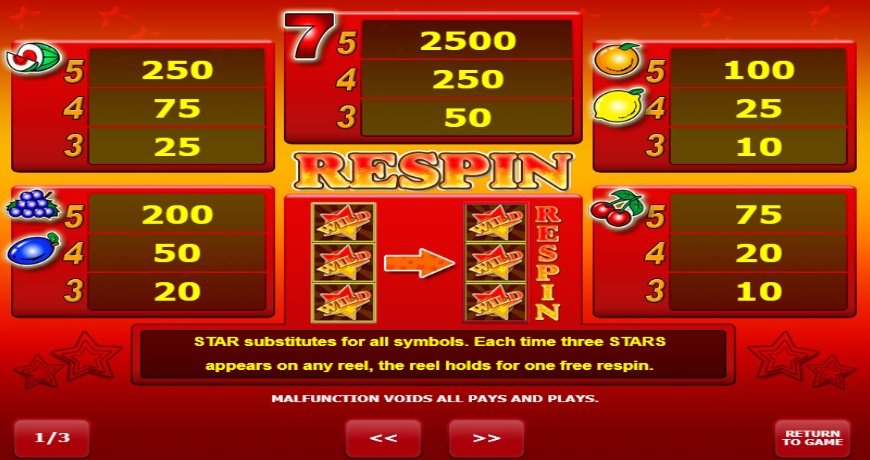 5 250
4 75
3 25
7 5 2500
4 250
3 50
5 100
4 25
3 10
RESPIN
5 200
4 50
3 20
WILD WILD
WILD WILD
WILD WILD
RESPIN
5 75
4 20
3 10
STAR substitutes for all symbols. Each time three STARS
appears on any reel, the reel holds for one free respin.
MALFUNCTION VOIDS ALL PAYS AND PLAYS.
1/3
<<
>>
RETURN
TO GAME